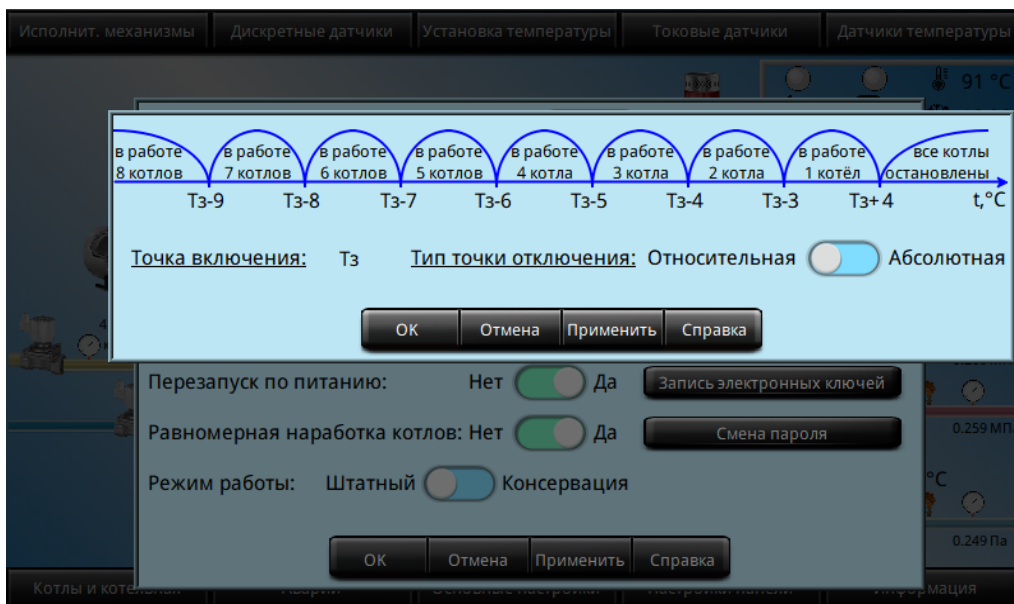 Исполнит. механизмы Дискретные датчики Установка температуры Токовые датчики Датчики температуры
91 °C
в работе в работе в работе в работе в работе в работе в работе в работе все котлы
8 котлов 7 котлов 6 котлов 5 котлов 4 котла 3 котла 2 котла 1 котёл остановлены
Тз-9 Тз-8 Тз-7 Тз-6 Тз-5 Тз-4 Тз-3 Тз+4 t,°C
Точка включения: Тз Тип точки отключения: Относительная Абсолютная
ОК Отмена Применить Справка
4
Перезапуск по питанию: Нет Да Запись электронных ключей
Равномерная наработка котлов: Нет Да Смена пароля
0.259 МП
Режим работы: Штатный Консервация
°C
0.249 Па
ОК Отмена Применить Справка
Котлы и коте